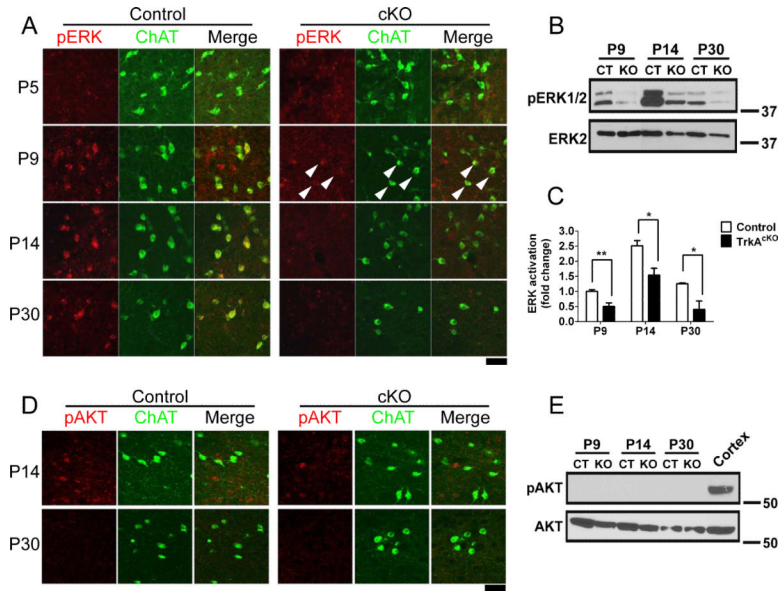 A
Control
cKO
pERK ChAT Merge
pERK ChAT Merge
P5
P9
P14
P30
B
P9 P14 P30
CT KO CT KO CT KO
pERK1/2
37
ERK2
37
C
Control
TrkAcKO
ERK activation
(fold change)
3.0
2.5
2.0
1.5
1.0
0.5
0.0
**
*
*
P9 P14 P30
D
Control
cKO
pAKT ChAT Merge
pAKT ChAT Merge
P14
P30
E
P9 P14 P30 Cortex
CT KO CT KO CT KO
pAKT
50
AKT
50